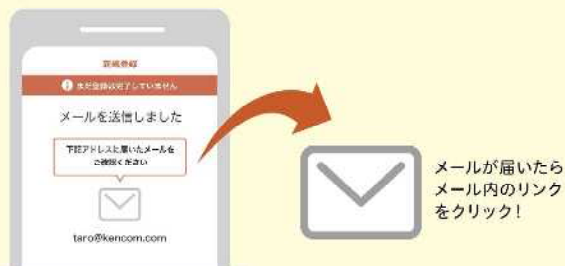 新規登録
まだ登録は完了していません
メールを送信しました
下記アドレスに届いたメールを
ご確認ください
taro@kencom.com
メールが届いたら
メール内のリンク
をクリック!